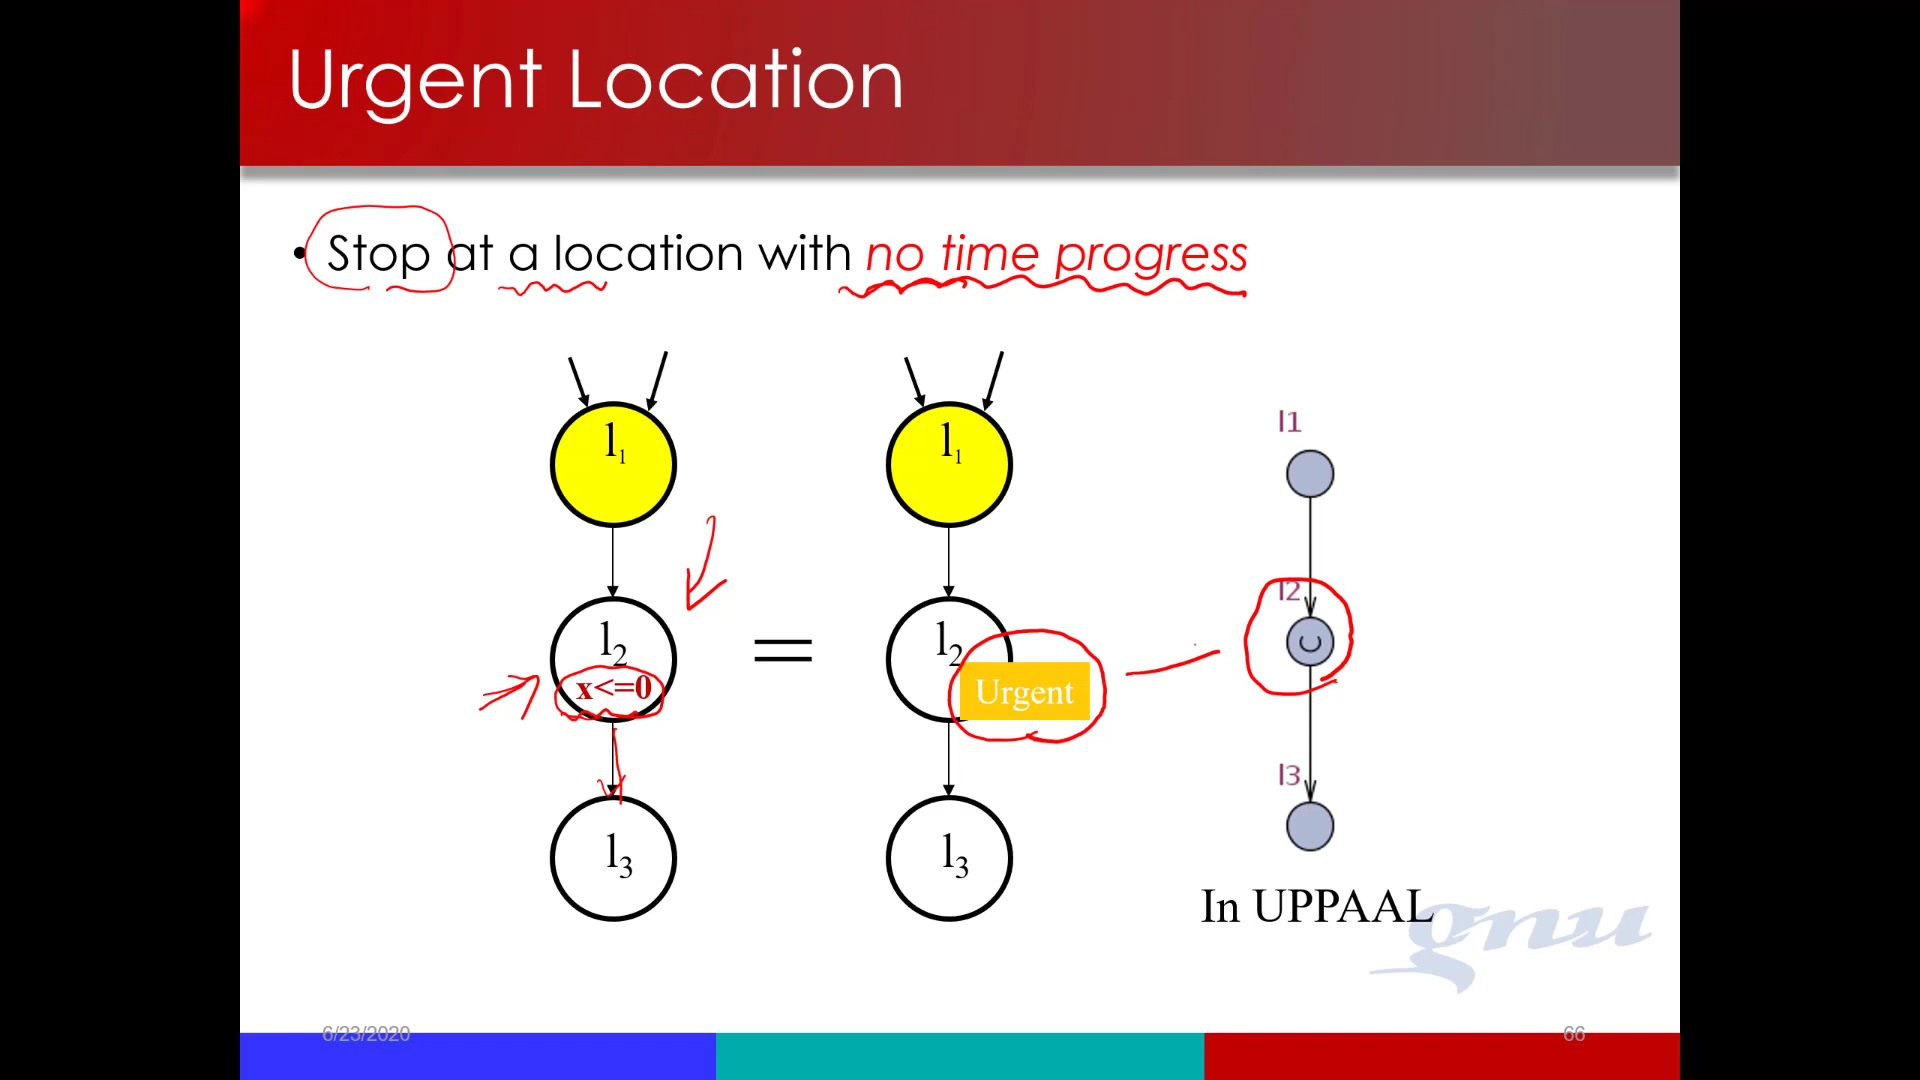 Urgent Location
• Stop at a location with no time progress
l1
l1
l1
l2
x<=0
=
l2
Urgent
l2
l3
l3
l3
In UPPAAL
gnu
6/23/2020
66